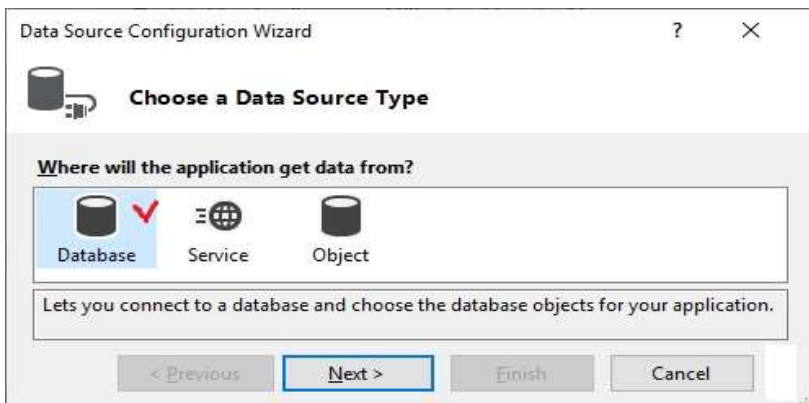 Data Source Configuration Wizard ? ×
Choose a Data Source Type
Where will the application get data from?
Database Service Object
Lets you connect to a database and choose the database objects for your application.
< Previous Next > Finish Cancel